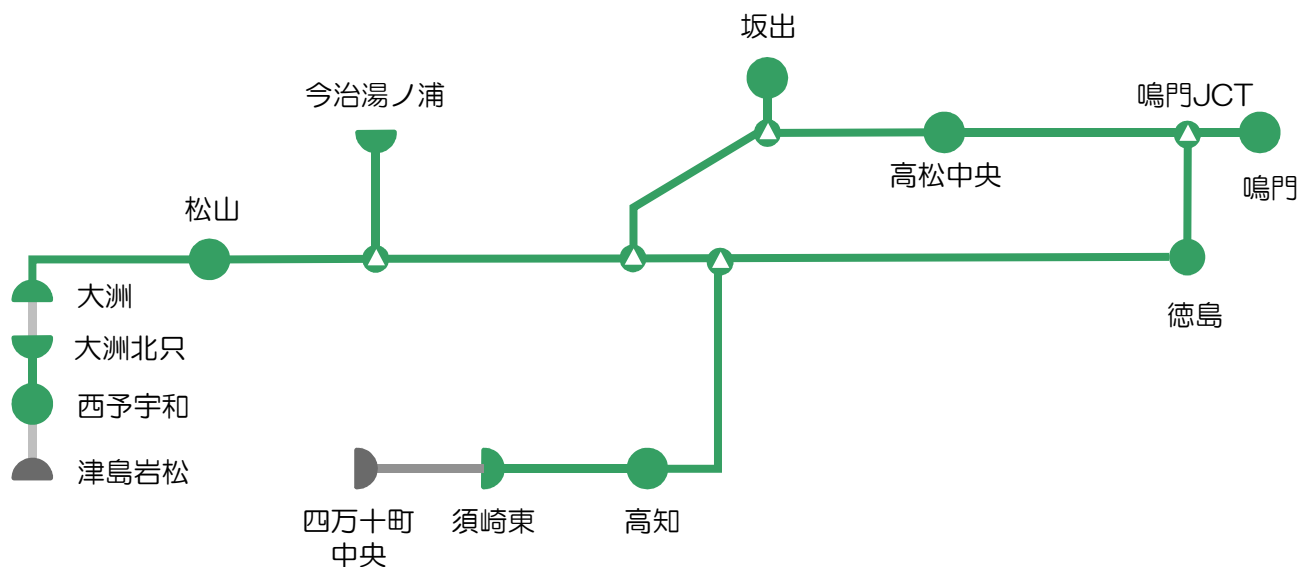 坂出
今治湯ノ浦
鳴門JCT
高松中央
鳴門
松山
大洲
徳島
大洲北只
西予宇和
津島岩松
四万十町
中央
須崎東
高知